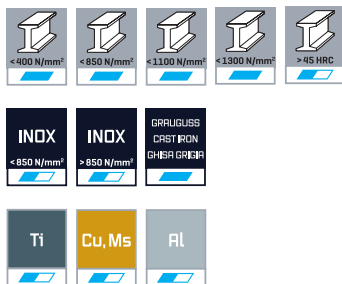 <400 N/mm² <850 N/mm² <1100 N/mm² <1300 N/mm² >45 HRC
INOX INOX GRAUGUSS
CAST IRON
GHISA GRIGIA
<850 N/mm² >850 N/mm²
Ti Cu, Ms Al